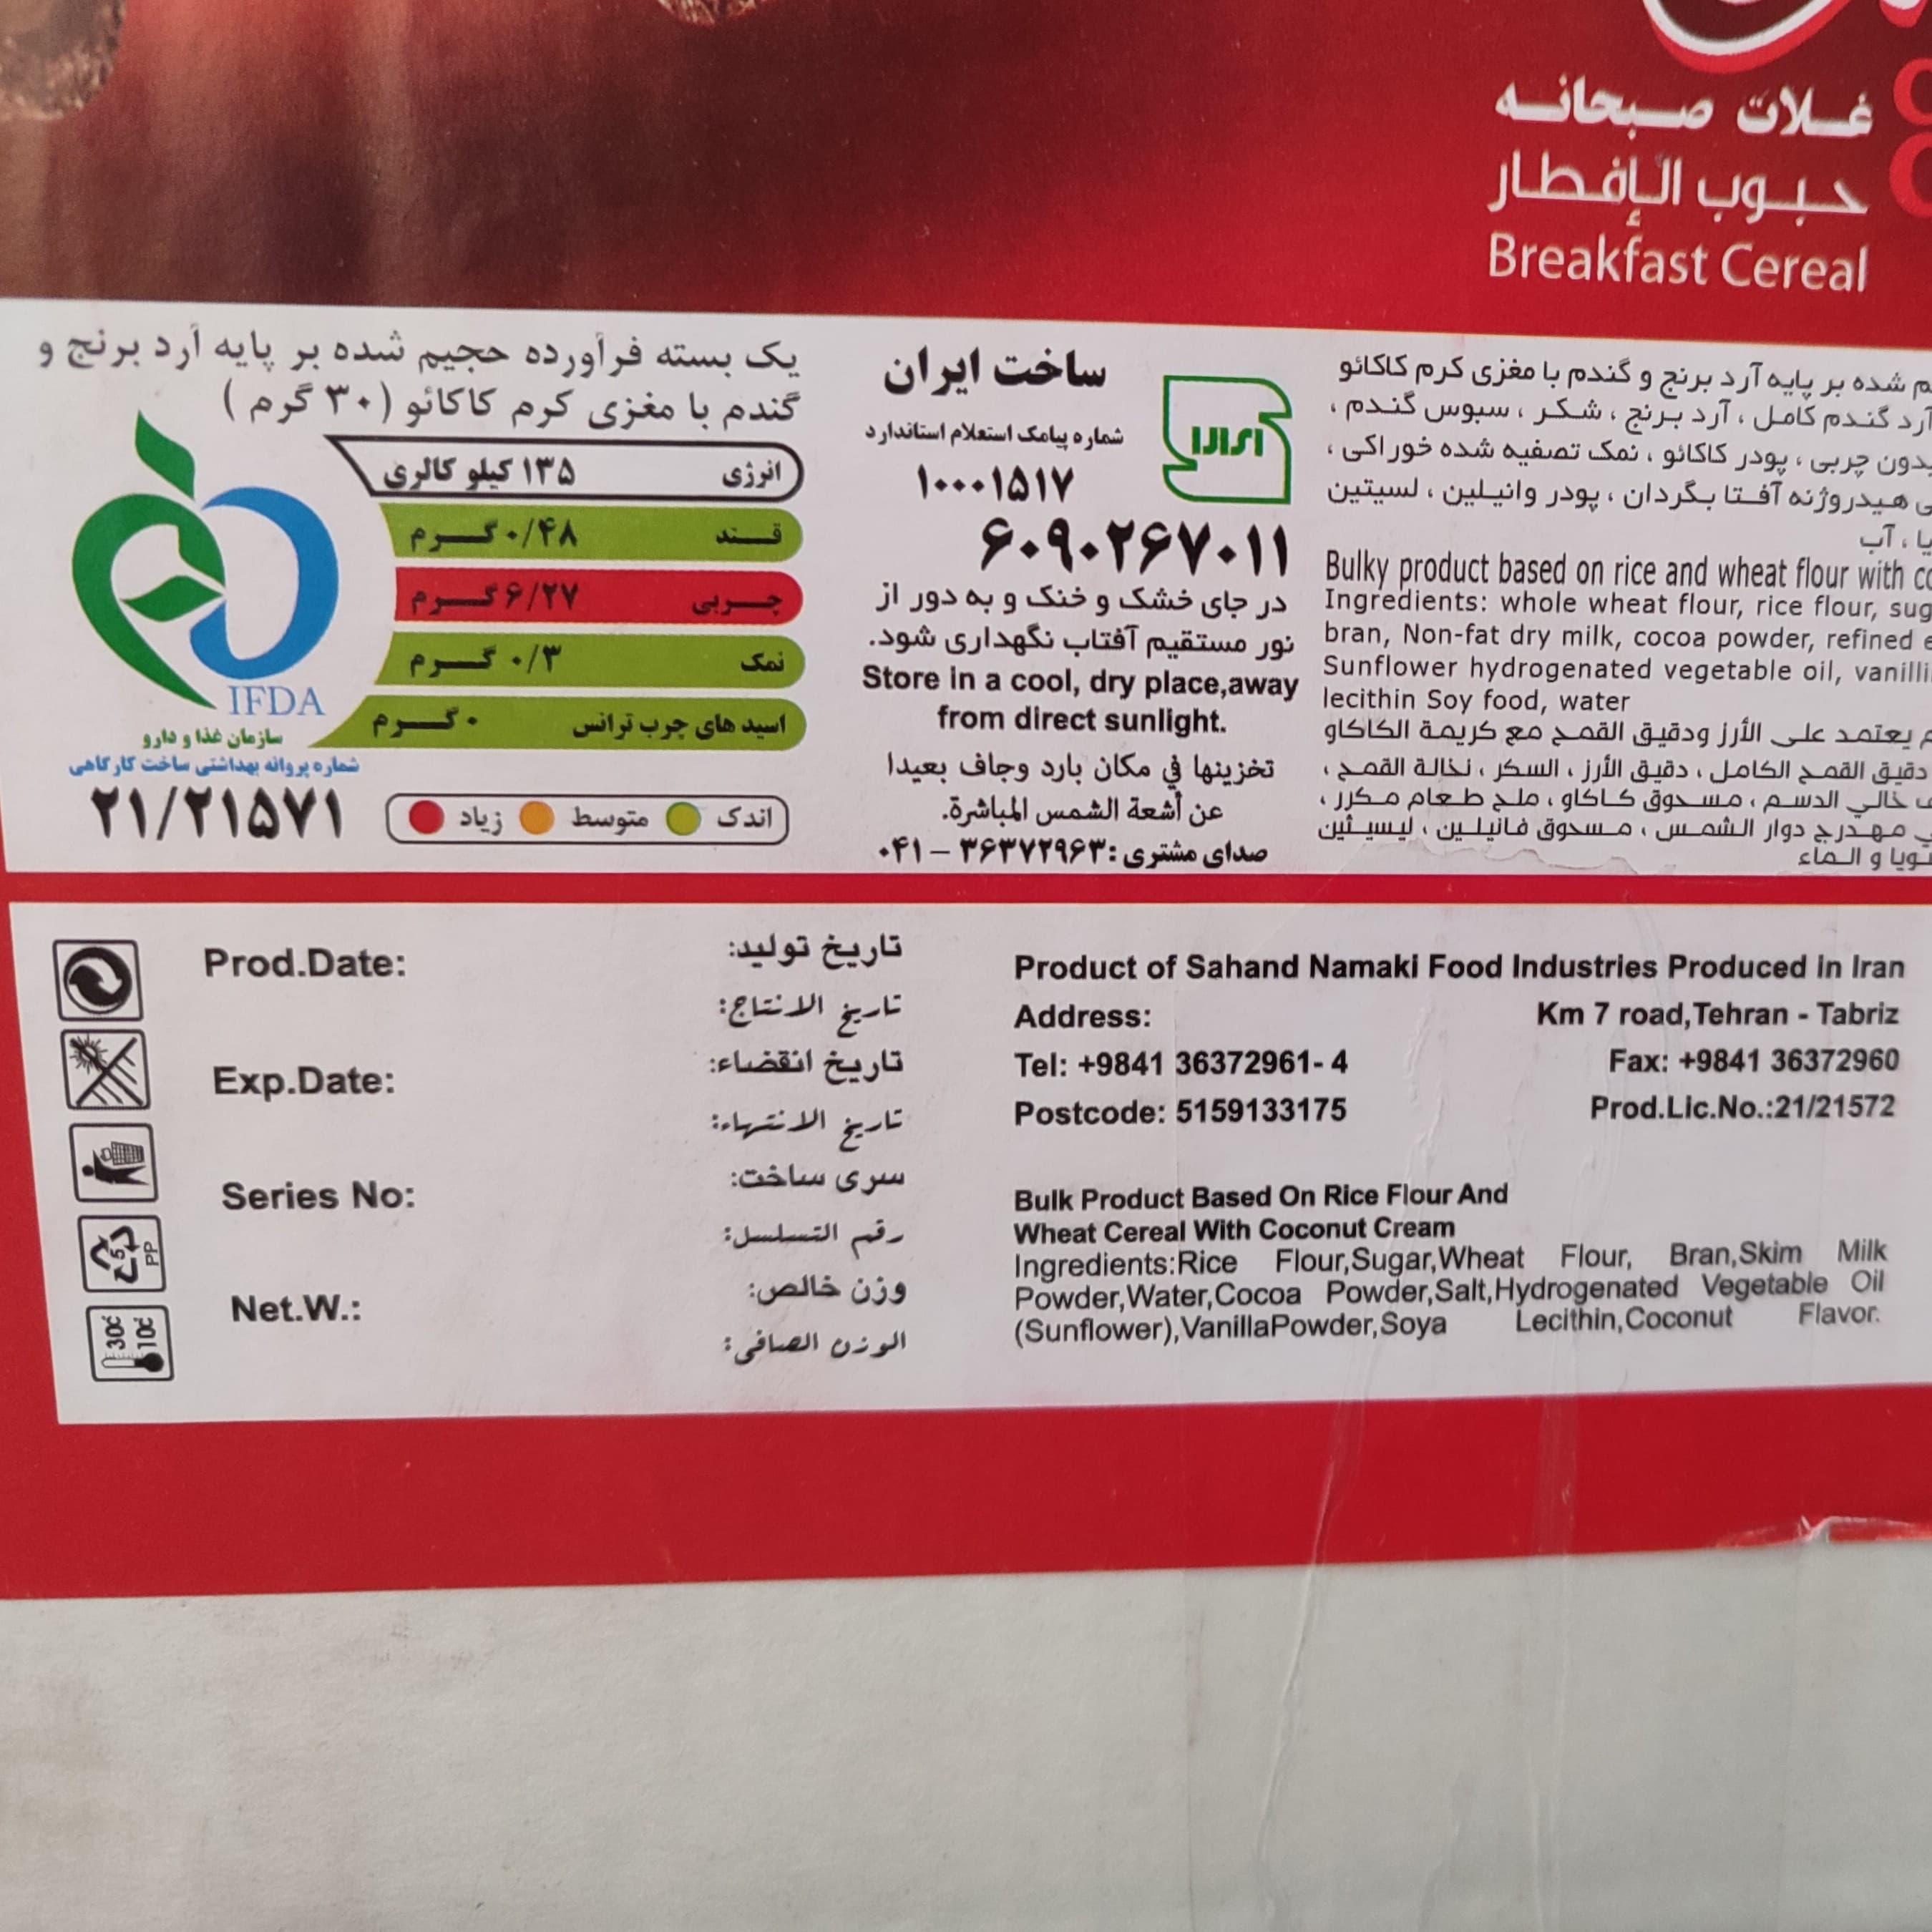 غلات صبحانه
حبوب الإفطار
Breakfast Cereal
یک بسته فرآورده حجیم شده بر پایه آرد برنج و
گندم با مغزی کرم کاکائو (۳۰ گرم )
انرژی ۱۳۵ کیلو کالری
قند ۰/۴۸ گرم
چربی ۶/۲۷ گرم
نمک ۰/۳ گرم
اسید های چرب ترانس ۰ گرم
IFDA
سازمان غذا و دارو
شماره پروانه بهداشتی ساخت کارگاهی
۲۱/۲۱۵۷۱
اندک متوسط زیاد
ساخت ایران
شماره پیامک استعلام استاندارد
۱۰۰۰۱۵۱۷
۶۰۹۰۲۶۷۰۱۱
در جای خشک و خنک و به دور از
نور مستقیم آفتاب نگهداری شود.
Store in a cool, dry place,away
from direct sunlight.
تخزينها في مكان بارد وجاف بعيدا
عن أشعة الشمس المباشرة.
صدای مشتری: ۳۶۳۷۲۹۶۳ – ۰۴۱
شده بر پایه آرد برنج و گندم با مغزی کرم کاکائو
آرد گندم کامل ، آرد برنج ، شکر ، سبوس گندم ،
بدون چربی ، پودر کاکائو ، نمک تصفیه شده خوراکی ،
هیدروژنه آفتا بگردان ، پودر وانیلین ، لسیتین
، آب
Bulky product based on rice and wheat flour with
Ingredients: whole wheat flour, rice flour,
bran, Non-fat dry milk, cocoa powder, refined
Sunflower hydrogenated vegetable oil,
lecithin Soy food, water
يعتمد على الأرز ودقيق القمح مع كريمة الكاكاو
دقيق القمح الكامل ، دقيق الأرز ، السكر ، نخالة القمح ،
خالي الدسم ، مسحوق كاكاو ، ملح طعام مكرر ،
مهدرج دوار الشمس ، مسحوق فانيلين ، ليسيثين
و الماء
Prod.Date:
تاریخ تولید:
تاريخ الانتاج:
Exp.Date:
تاریخ انقضاء:
تاريخ الانتهاء:
Series No:
سری ساخت:
رقم التسلسل:
Net.W.:
وزن خالص:
الوزن الصافي:
5
PP
30c
10c
Product of Sahand Namaki Food Industries Produced in Iran
Address: Km 7 road,Tehran - Tabriz
Tel: +9841 36372961- 4 Fax: +9841 36372960
Postcode: 5159133175 Prod.Lic.No.:21/21572
Bulk Product Based On Rice Flour And
Wheat Cereal With Coconut Cream
Ingredients:Rice Flour,Sugar,Wheat Flour, Bran,Skim Milk
Powder,Water,Cocoa Powder,Salt,Hydrogenated Vegetable Oil
(Sunflower),VanillaPowder,Soya Lecithin,Coconut Flavor.